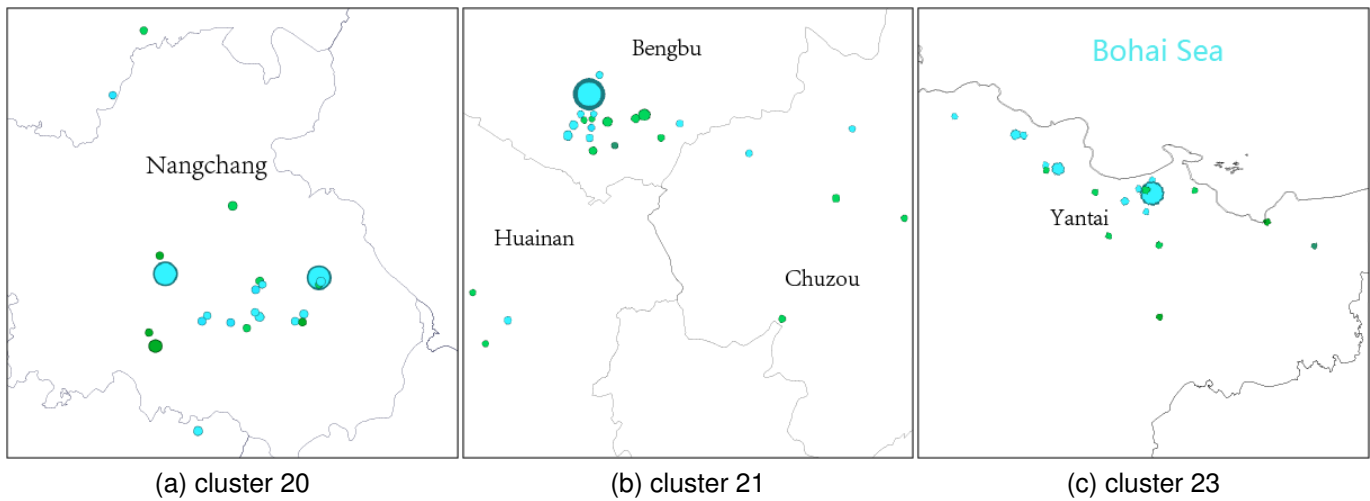 Nangchang
Bengbu
Huainan
Chuzou
Bohai Sea
Yantai
(a) cluster 20
(b) cluster 21
(c) cluster 23